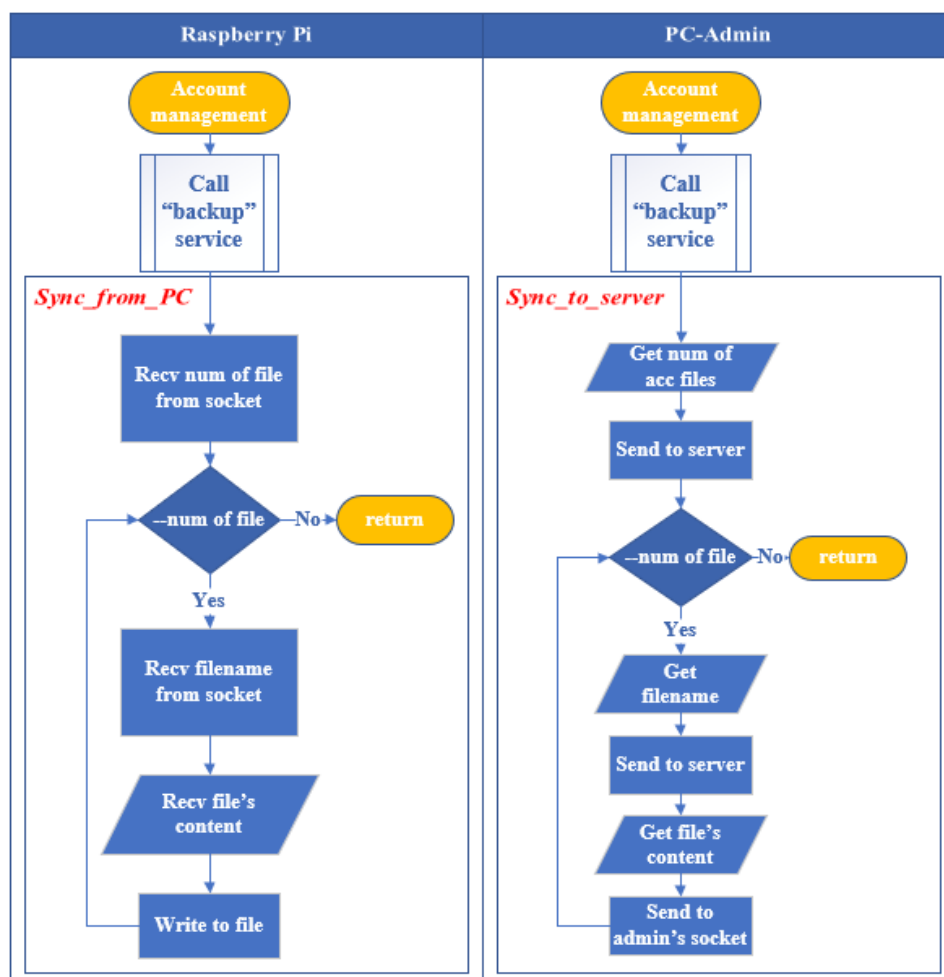 Raspberry Pi
Account
management
Call
“backup”
service
Sync_from_PC
Recv num of file
from socket
--num of file
No
return
Yes
Recv filename
from socket
Recv file’s
content
Write to file
PC-Admin
Account
management
Call
“backup”
service
Sync_to_server
Get num of
acc files
Send to server
--num of file
No
return
Yes
Get
filename
Send to server
Get file’s
content
Send to
admin’s socket